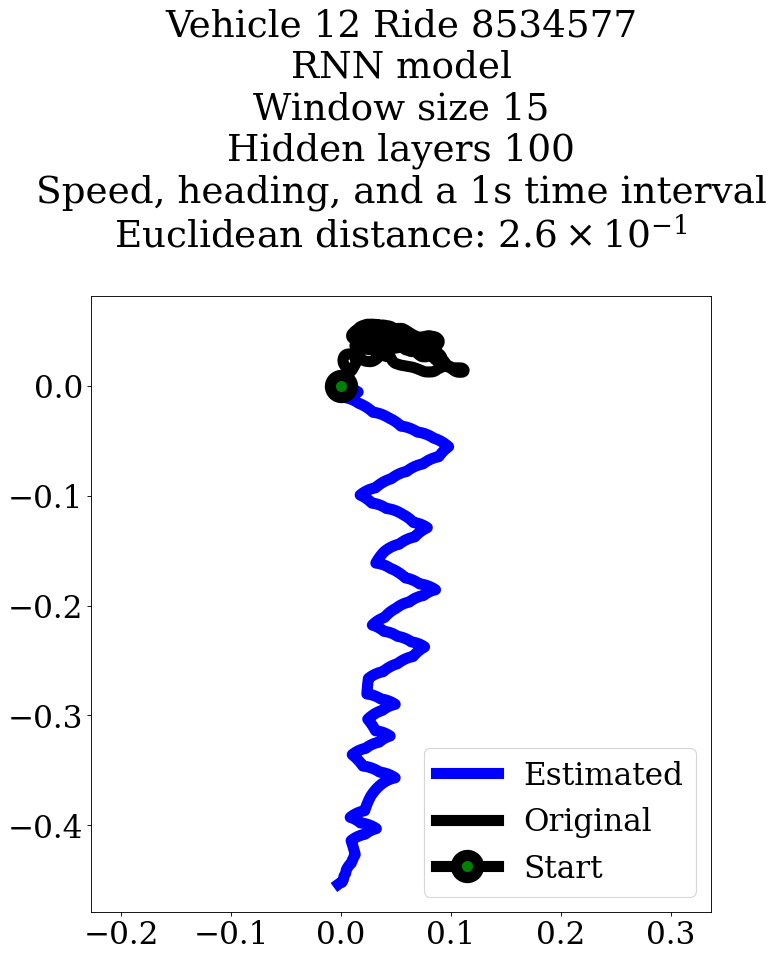 Vehicle 12 Ride 8534577
RNN model
Window size 15
Hidden layers 100
Speed, heading, and a 1s time interval
Euclidean distance: 2.6 × 10⁻¹
0.0
−0.1
−0.2
−0.3
−0.4
Estimated
Original
Start
−0.2 −0.1 0.0 0.1 0.2 0.3